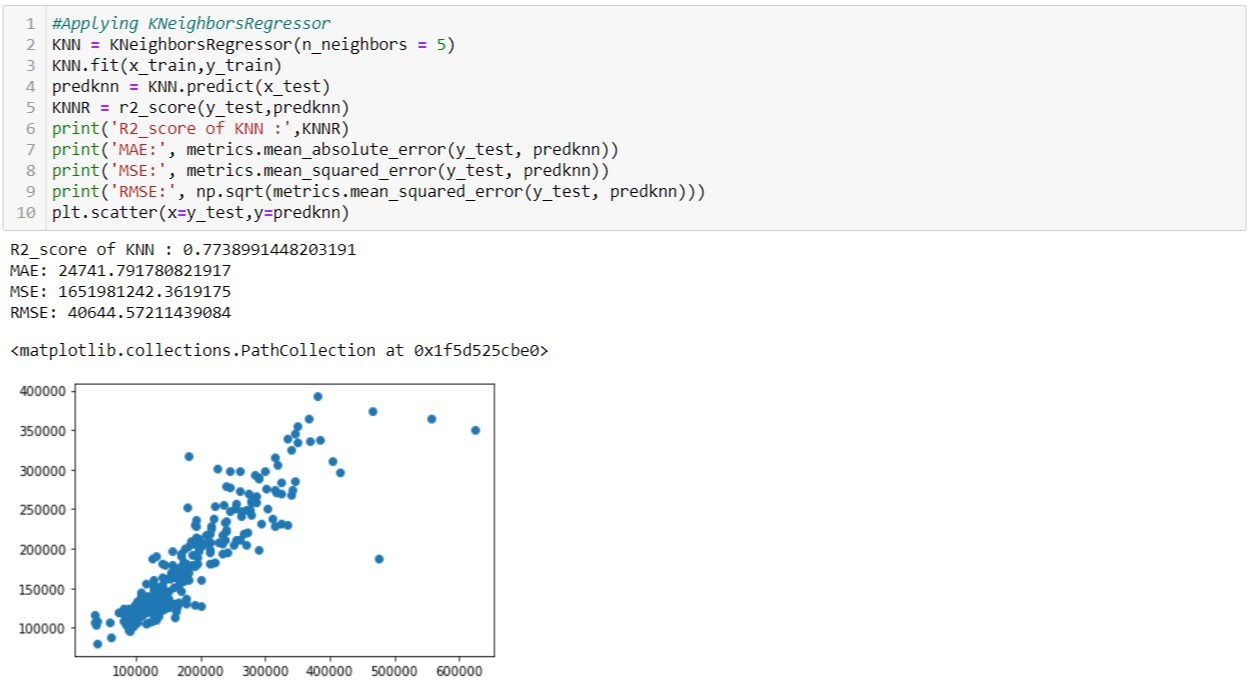 1 #Applying KNeighborsRegressor
2 KNN = KNeighborsRegressor(n_neighbors = 5)
3 KNN.fit(x_train,y_train)
4 predknn = KNN.predict(x_test)
5 KNNR = r2_score(y_test,predknn)
6 print('R2_score of KNN :',KNNR)
7 print('MAE:', metrics.mean_absolute_error(y_test, predknn))
8 print('MSE:', metrics.mean_squared_error(y_test, predknn))
9 print('RMSE:', np.sqrt(metrics.mean_squared_error(y_test, predknn)))
10 plt.scatter(x=y_test,y=predknn)
R2_score of KNN : 0.7738991448203191
MAE: 24741.791780821917
MSE: 1651981242.3619175
RMSE: 40644.57211439084
<matplotlib.collections.PathCollection at 0x1f5d525cbe0>
400000
350000
300000
250000
200000
150000
100000
100000 200000 300000 400000 500000 600000